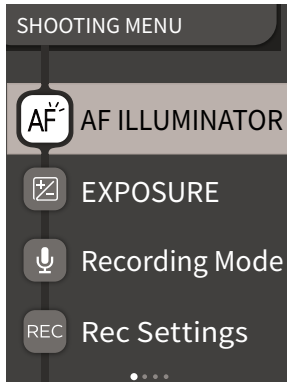 SHOOTING MENU
AF AF ILLUMINATOR
EXPOSURE
Recording Mode
REC Rec Settings